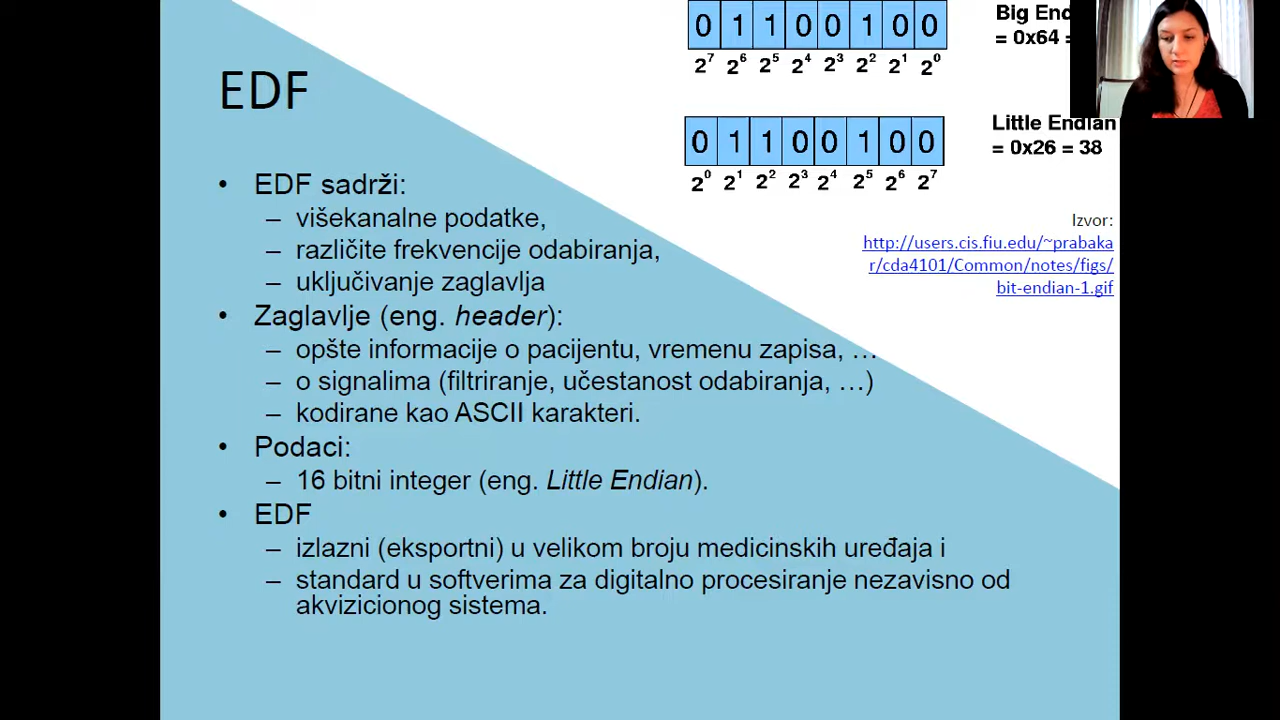 0 1 1 0 0 1 0 0
2⁷ 2⁶ 2⁵ 2⁴ 2³ 2² 2¹ 2⁰
Big
= 0x64 =
EDF
0 1 1 0 0 1 0 0
2⁰ 2¹ 2² 2³ 2⁴ 2⁵ 2⁶ 2⁷
Little Endian
= 0x26 = 38
• EDF sadrži:
– višekanalne podatke,
– različite frekvencije odabiranja,
– uključivanje zaglavlja
Izvor:
http://users.cis.fiu.edu/~prabaka
r/cda4101/Common/notes/figs/
bit-endian-1.gif
• Zaglavlje (eng. header):
– opšte informacije o pacijentu, vremenu zapisa, …
– o signalima (filtriranje, učestanost odabiranja, …)
– kodirane kao ASCII karakteri.
• Podaci:
– 16 bitni integer (eng. Little Endian).
• EDF
– izlazni (eksportni) u velikom broju medicinskih uređaja i
– standard u softverima za digitalno procesiranje nezavisno od
akvizicionog sistema.